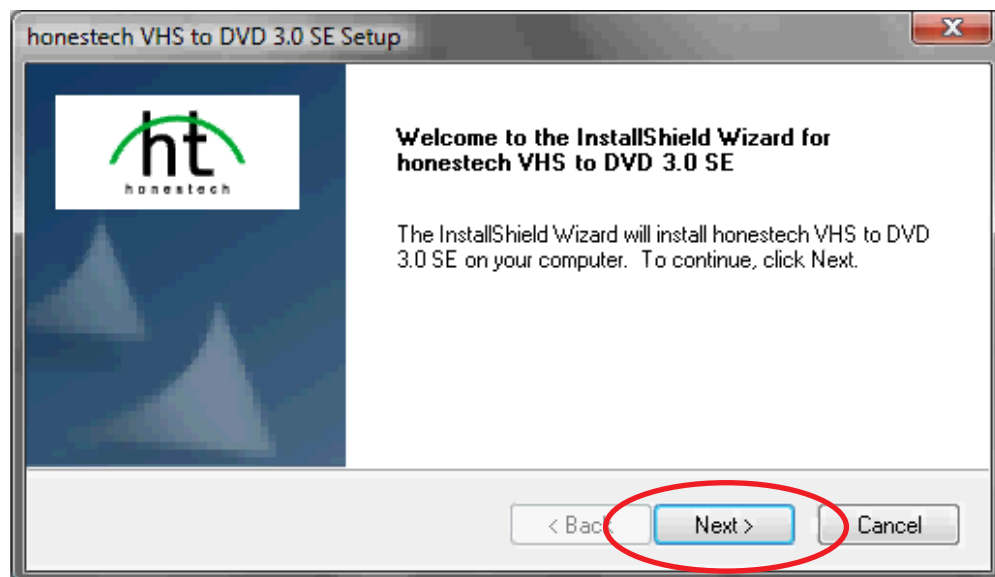 honestech VHS to DVD 3.0 SE Setup
x
ht
honestech
Welcome to the InstallShield Wizard for
honestech VHS to DVD 3.0 SE
The InstallShield Wizard will install honestech VHS to DVD
3.0 SE on your computer.  To continue, click Next.
< Back Next > Cancel